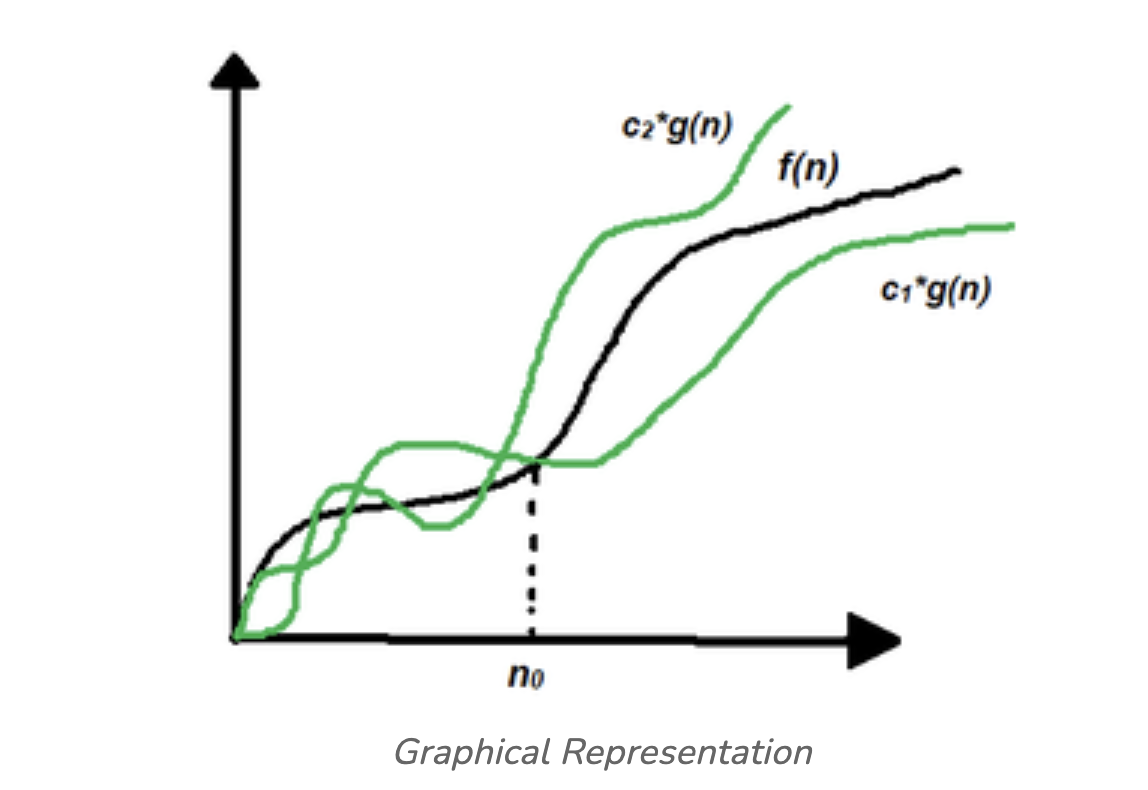 c₂*g(n)
f(n)
c₁*g(n)
n₀
Graphical Representation